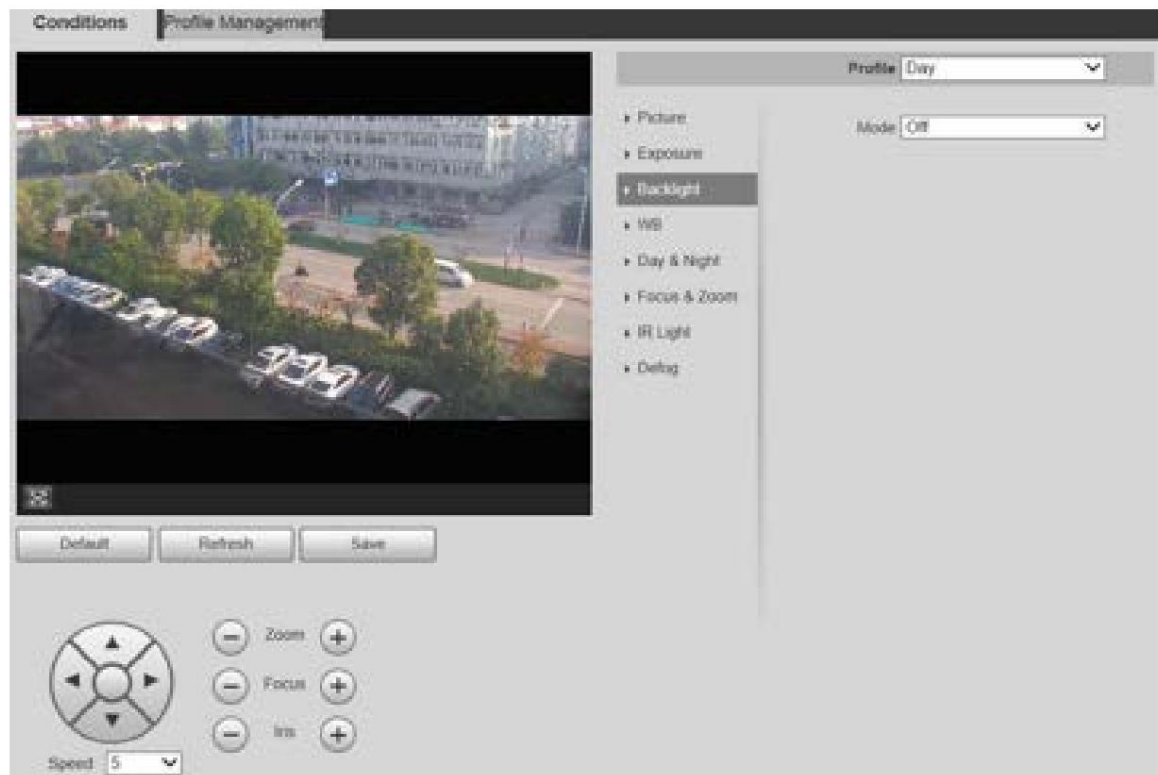 Conditions
Profile Management
Profile Day
Picture
Mode Off
Exposure
Backlight
WB
Day & Night
Focus & Zoom
IR Light
Defog
Default
Refresh
Save
Zoom
Focus
Iris
Speed 5